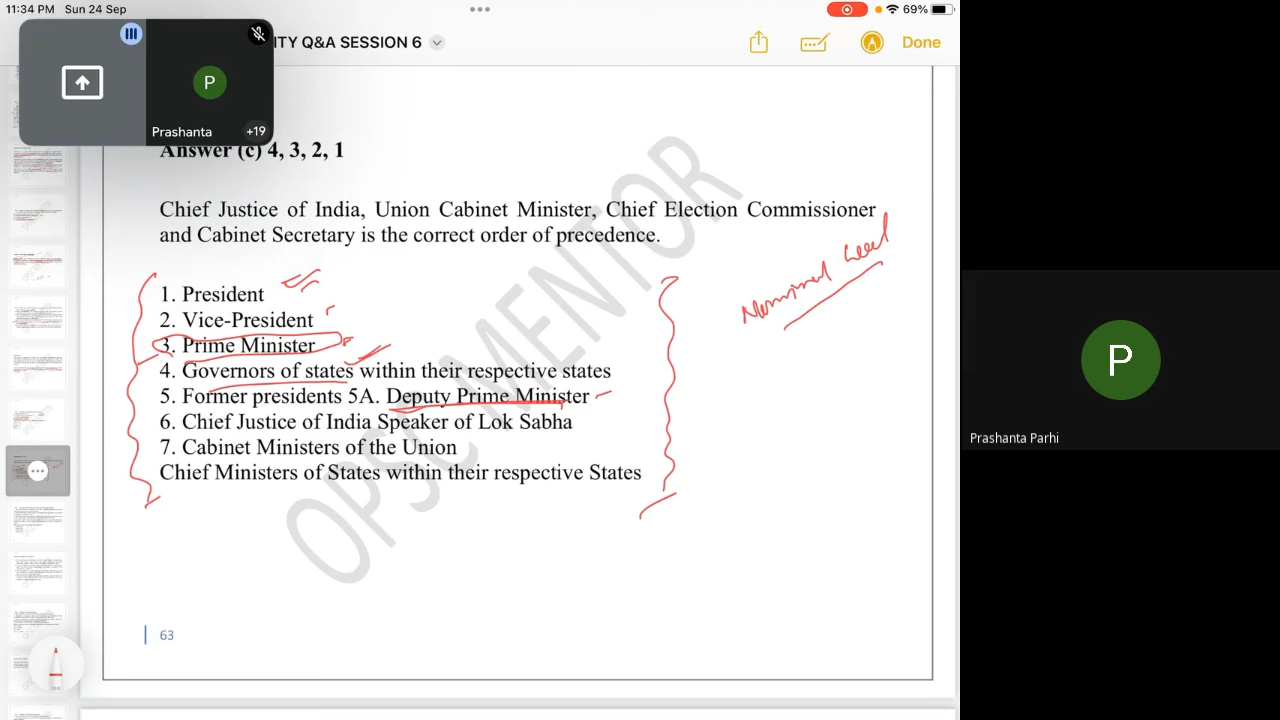 11:34 PM Sun 24 Sep
69%
ITY Q&A SESSION 6
Done
P
Prashanta
+19
Answer (c) 4, 3, 2, 1
Chief Justice of India, Union Cabinet Minister, Chief Election Commissioner
and Cabinet Secretary is the correct order of precedence.
1. President
2. Vice-President
3. Prime Minister
4. Governors of states within their respective states
5. Former presidents 5A. Deputy Prime Minister
6. Chief Justice of India Speaker of Lok Sabha
7. Cabinet Ministers of the Union
Chief Ministers of States within their respective States
OPSC MENTOR
63
P
Prashanta Parhi